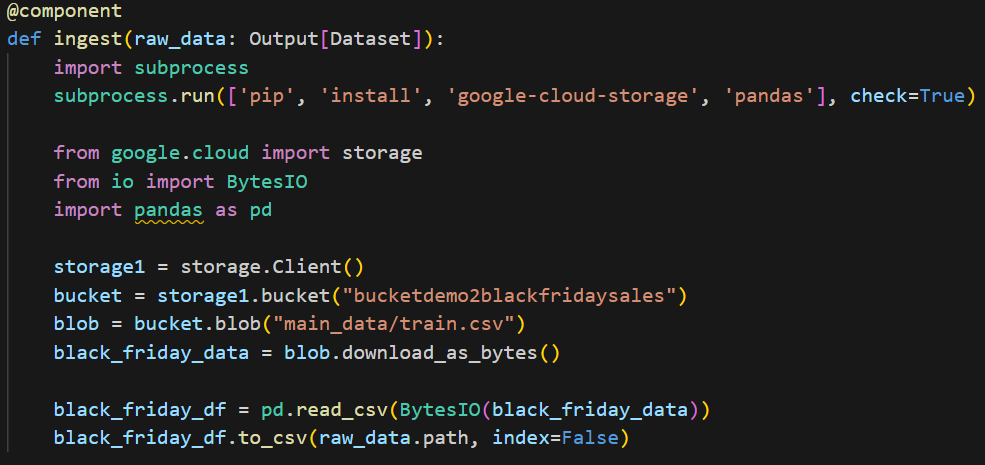 @component
def ingest(raw_data: Output[Dataset]):
    import subprocess
    subprocess.run(['pip', 'install', 'google-cloud-storage', 'pandas'], check=True)

    from google.cloud import storage
    from io import BytesIO
    import pandas as pd

    storage1 = storage.Client()
    bucket = storage1.bucket("bucketdemo2blackfridaysales")
    blob = bucket.blob("main_data/train.csv")
    black_friday_data = blob.download_as_bytes()

    black_friday_df = pd.read_csv(BytesIO(black_friday_data))
    black_friday_df.to_csv(raw_data.path, index=False)